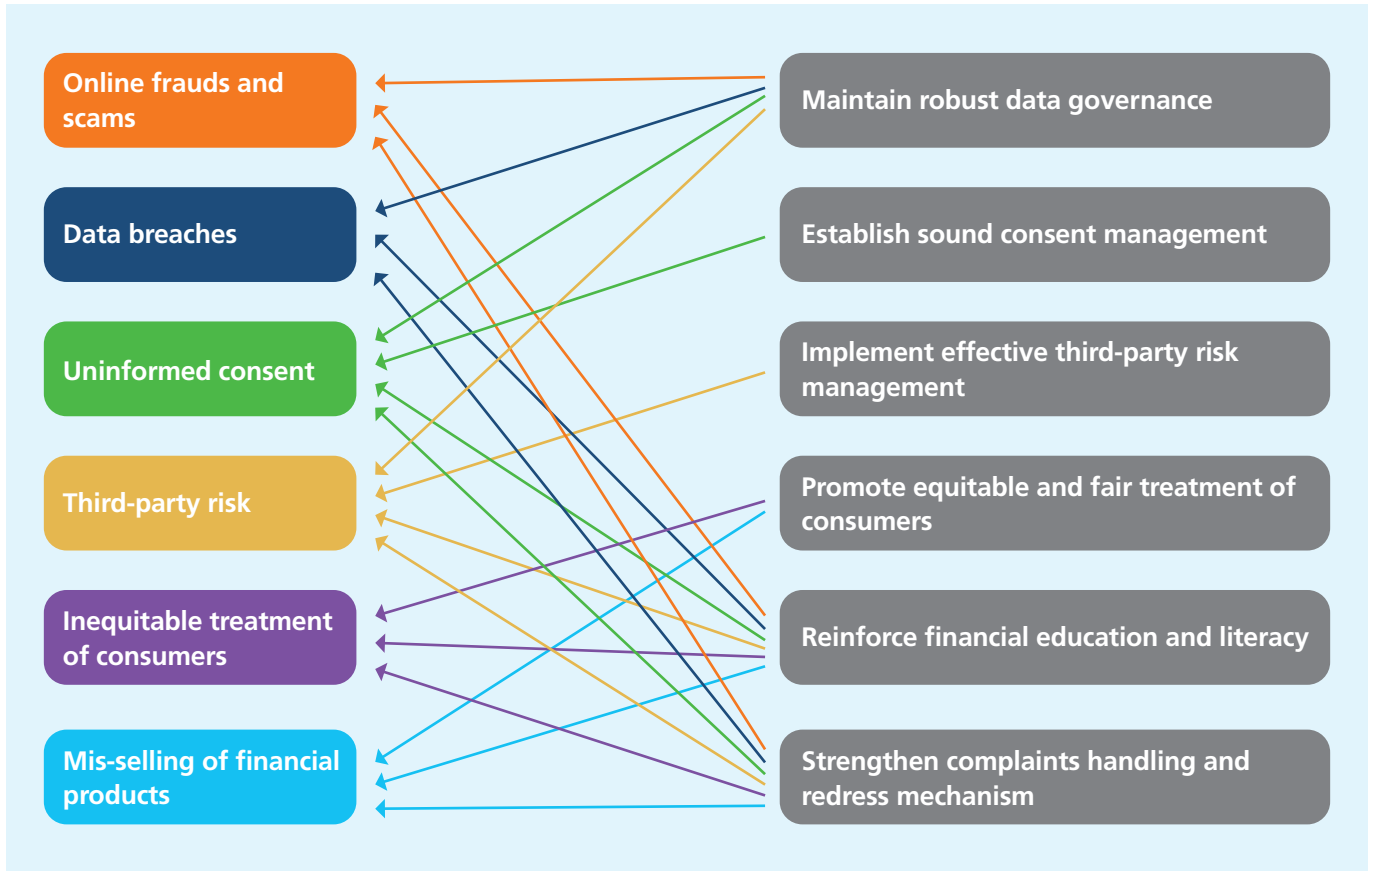 Online frauds and
scams
Data breaches
Uninformed consent
Third-party risk
Inequitable treatment
of consumers
Mis-selling of financial
products
Maintain robust data governance
Establish sound consent management
Implement effective third-party risk
management
Promote equitable and fair treatment of
consumers
Reinforce financial education and literacy
Strengthen complaints handling and
redress mechanism